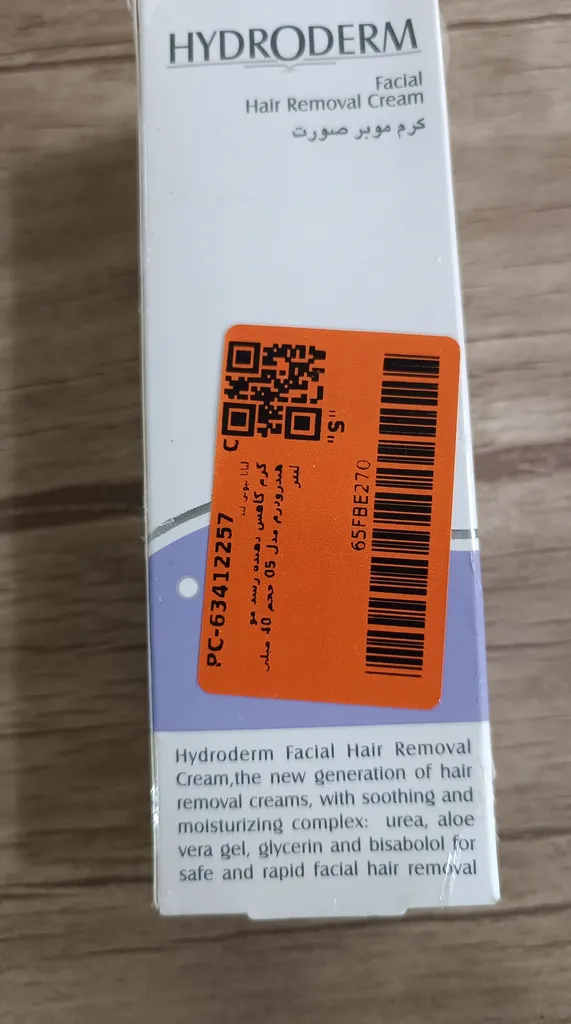 HYDRODERM
Facial
Hair Removal Cream
کرم موبر صورت
"S"
C
PC-63412257
کرم کاهش دهنده رشد مو
هیدرودرم مدل 05 حجم 40 میلی
لیتر
65FBE270
Hydroderm Facial Hair Removal
Cream,the new generation of hair
removal creams, with soothing and
moisturizing complex: urea, aloe
vera gel, glycerin and bisabolol for
safe and rapid facial hair removal